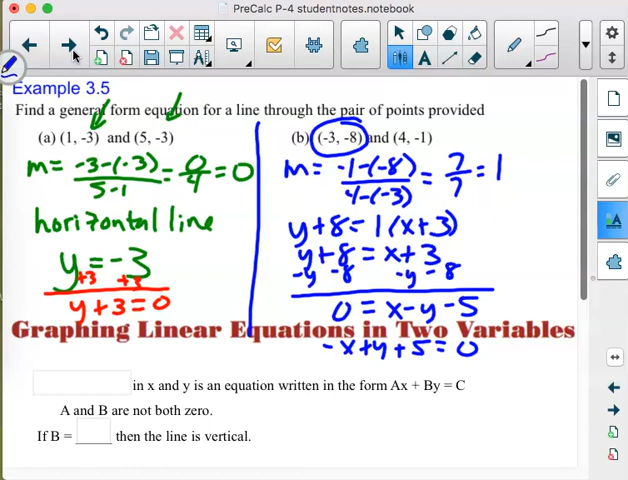 PreCalc P-4 studentnotes.notebook
Example 3.5
Find a general form equation for a line through the pair of points provided
(a) (1, -3) and (5, -3)
m = -3-(-3) / 5-1 = 0/4 = 0
horizontal line
y = -3
+3 +3
y + 3 = 0
(b) (-3, -8) and (4, -1)
m = -1-(-8) / 4-(-3) = 7/7 = 1
y+8 = 1(x+3)
y+8 = x+3
-y -8 -y -8
0 = x-y-5
-x+y+5=0
Graphing Linear Equations in Two Variables
in x and y is an equation written in the form Ax + By = C
A and B are not both zero.
If B = then the line is vertical.